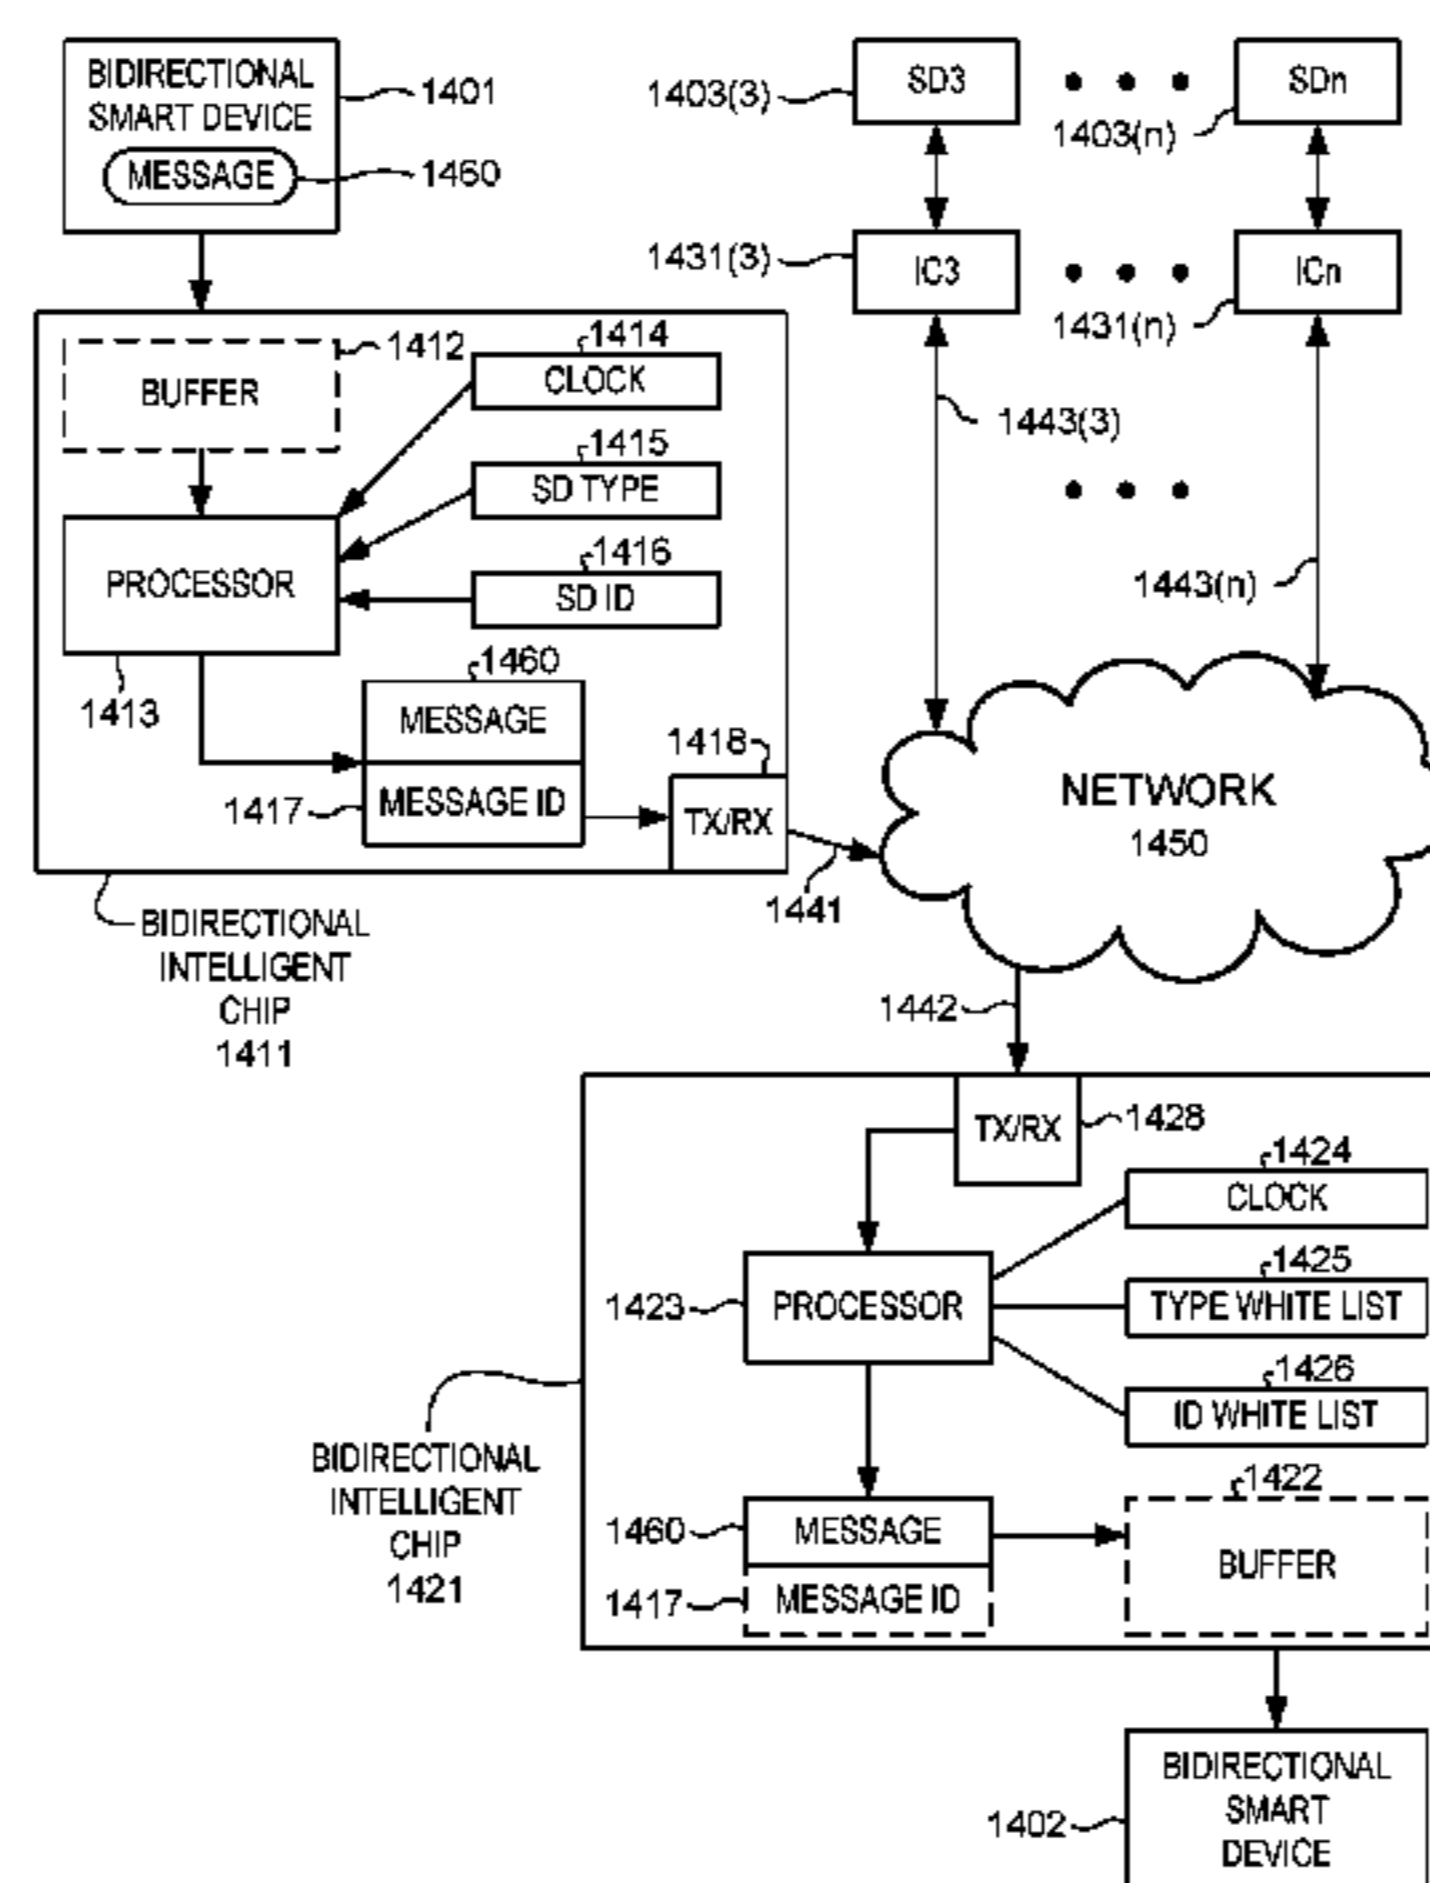 BIDIRECTIONAL
SMART DEVICE
1401
MESSAGE
1460
1403(3)
SD3
SDn
1403(n)
1431(3)
IC3
ICn
1431(n)
1412
BUFFER
1414
CLOCK
1415
SD TYPE
1416
SD ID
PROCESSOR
1413
1460
MESSAGE
1417
MESSAGE ID
1418
TX/RX
1443(3)
1443(n)
NETWORK
1450
1441
BIDIRECTIONAL
INTELLIGENT
CHIP
1411
1442
TX/RX
1428
1424
CLOCK
1425
TYPE WHITE LIST
1426
ID WHITE LIST
1423
PROCESSOR
BIDIRECTIONAL
INTELLIGENT
CHIP
1421
1460
MESSAGE
1417
MESSAGE ID
1422
BUFFER
1402
BIDIRECTIONAL
SMART
DEVICE